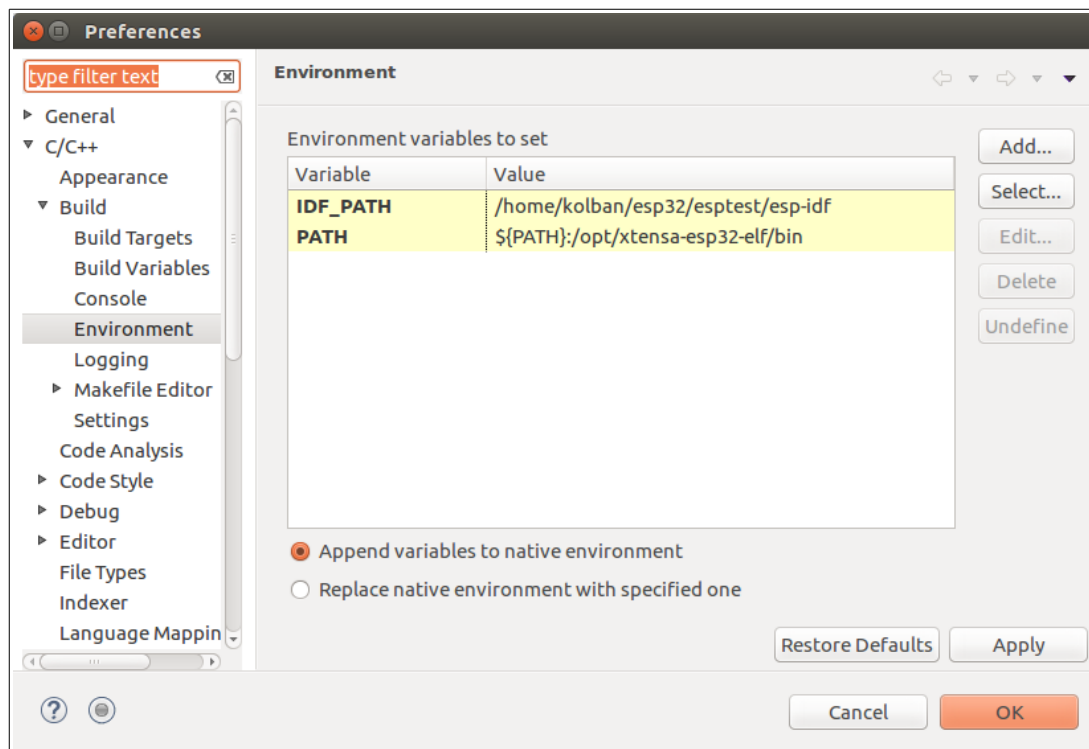 Preferences
type filter text
General
C/C++
Appearance
Build
Build Targets
Build Variables
Console
Environment
Logging
Makefile Editor
Settings
Code Analysis
Code Style
Debug
Editor
File Types
Indexer
Language Mappin
Environment
Environment variables to set
Variable Value
IDF_PATH /home/kolban/esp32/esptest/esp-idf
PATH ${PATH}:/opt/xtensa-esp32-elf/bin
Add...
Select...
Edit...
Delete
Undefine
Append variables to native environment
Replace native environment with specified one
Restore Defaults Apply
Cancel OK